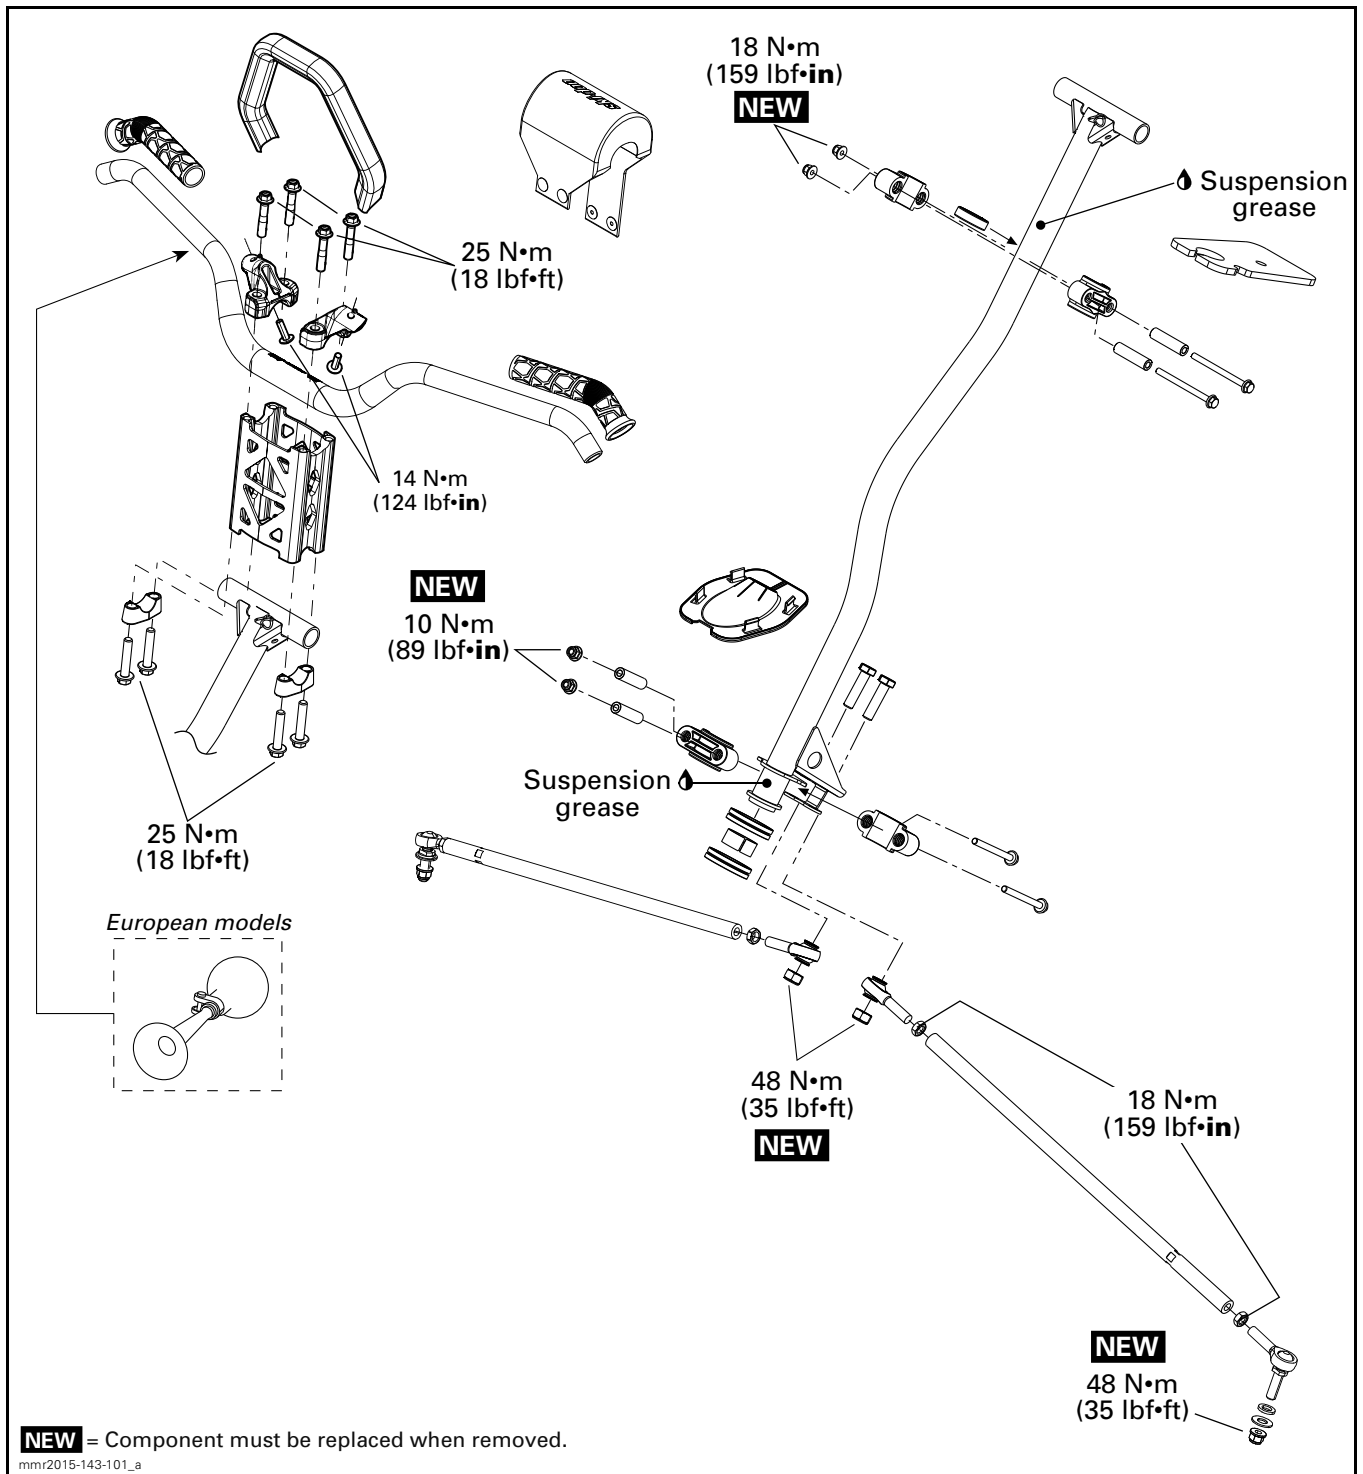 18 N•m
(159 lbf•in)
NEW
Suspension
grease
25 N•m
(18 lbf•ft)
14 N•m
(124 lbf•in)
NEW
10 N•m
(89 lbf•in)
Suspension
grease
25 N•m
(18 lbf•ft)
European models
48 N•m
(35 lbf•ft)
NEW
18 N•m
(159 lbf•in)
NEW
48 N•m
(35 lbf•ft)
NEW = Component must be replaced when removed.
mmr2015-143-101_a